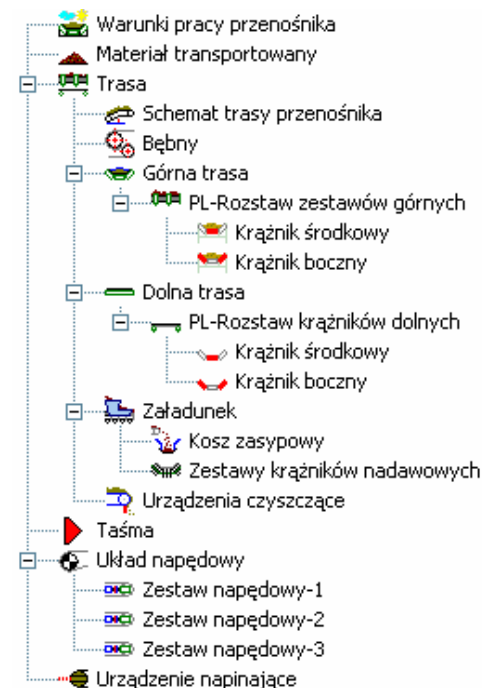 Warunki pracy przenośnika
Materiał transportowany
Trasa
Schemat trasy przenośnika
Bębny
Górna trasa
PL-Rozstaw zestawów górnych
Krążnik środkowy
Krążnik boczny
Dolna trasa
PL-Rozstaw krążników dolnych
Krążnik środkowy
Krążnik boczny
Załadunek
Kosz zasypowy
Zestawy krążników nadawowych
Urządzenia czyszczące
Taśma
Układ napędowy
Zestaw napędowy-1
Zestaw napędowy-2
Zestaw napędowy-3
Urządzenie napinające